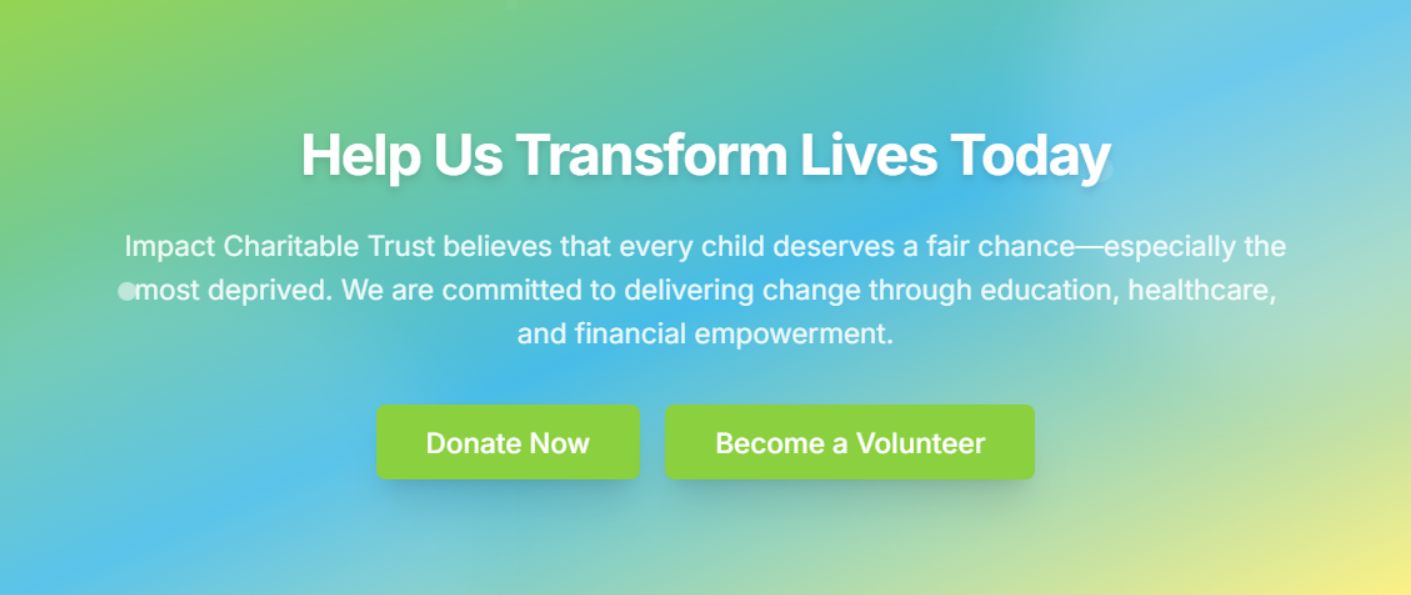 Help Us Transform Lives Today
Impact Charitable Trust believes that every child deserves a fair chance—especially the
most deprived. We are committed to delivering change through education, healthcare,
and financial empowerment.
Donate Now
Become a Volunteer